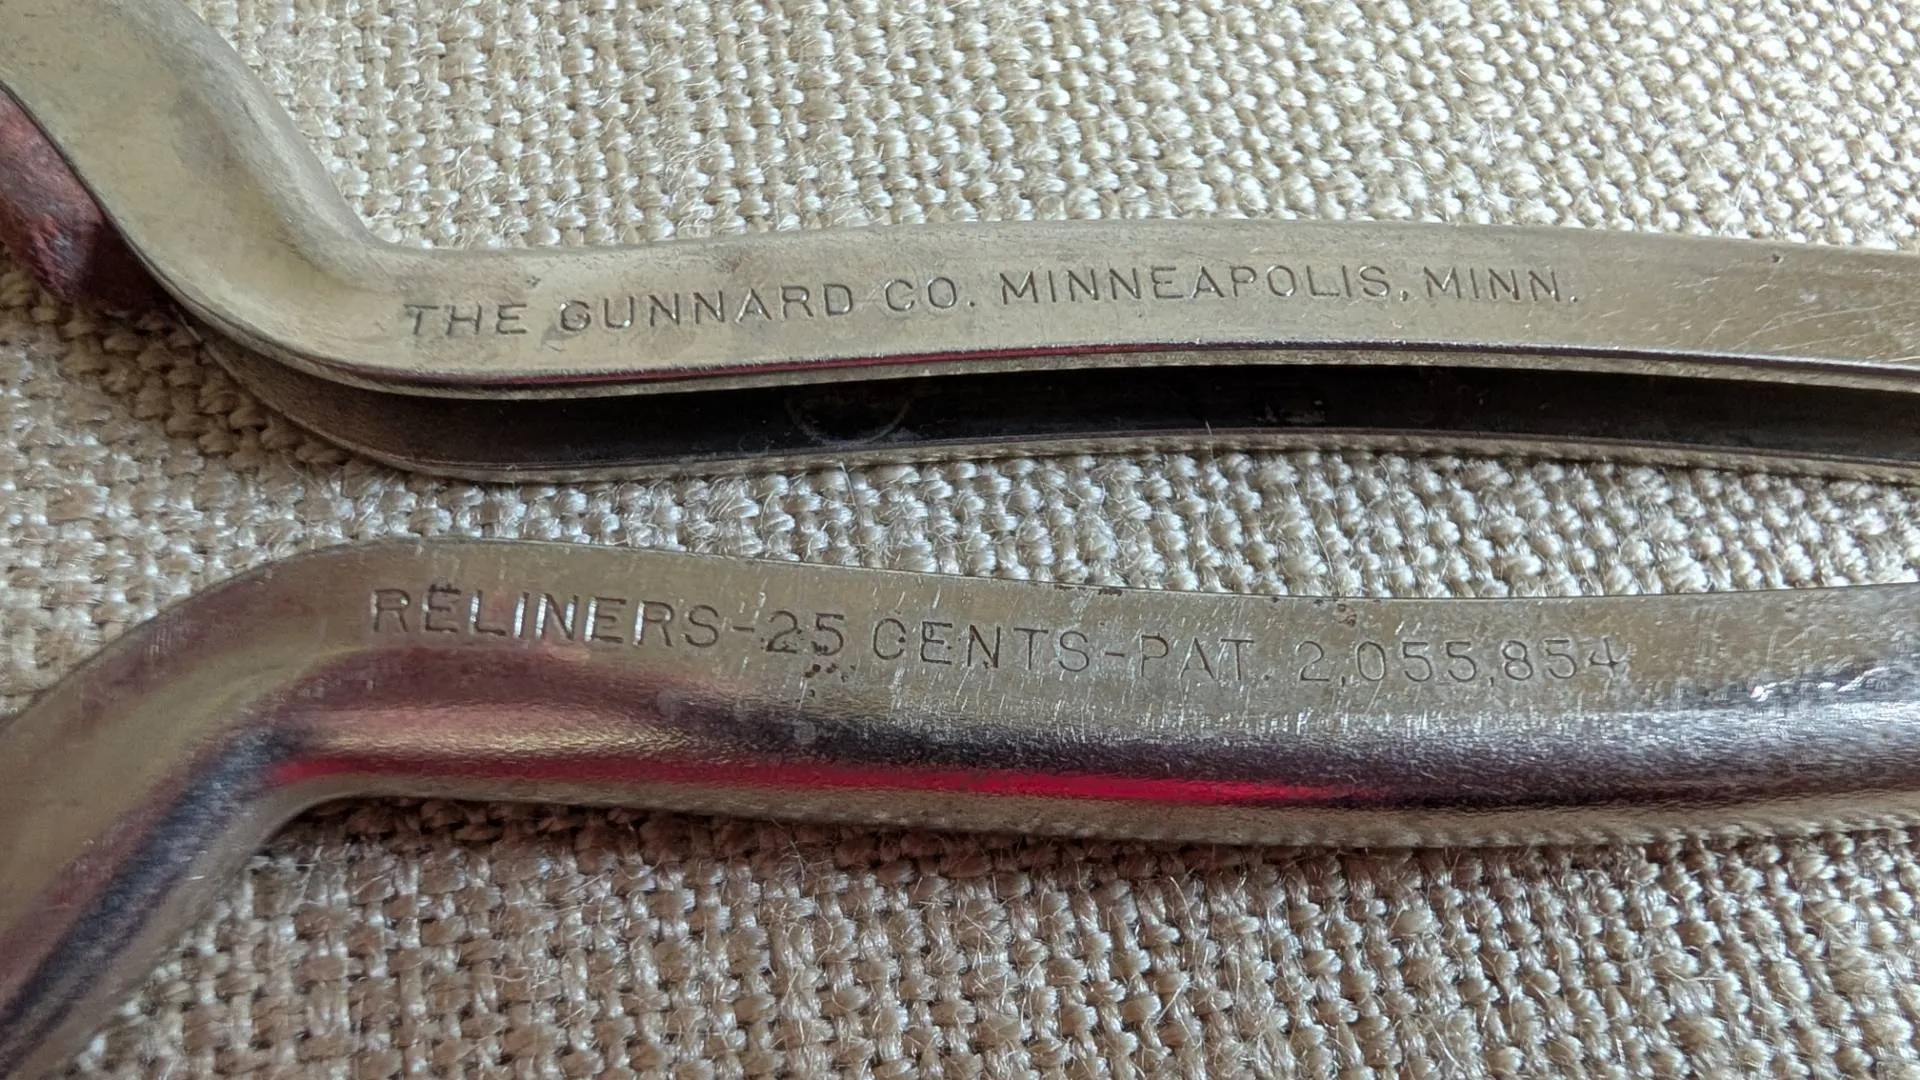 THE GUNNARD CO. MINNEAPOLIS, MINN.
RELINERS-25 CENTS-PAT. 2,055,854